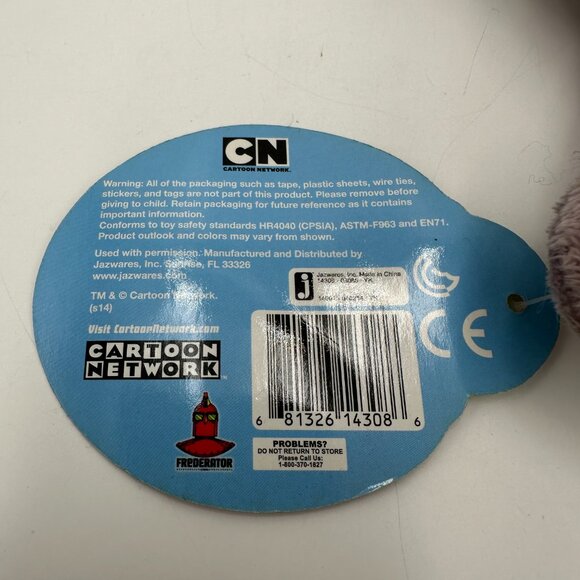 CN
CARTOON NETWORK.
Warning: All of the packaging such as tape, plastic sheets, wire ties,
stickers, and tags are not part of this product. Please remove before
giving to child. Retain packaging for future reference as it contains
important information.
Conforms to toy safety standards HR4040 (CPSIA), ASTM-F963 and EN71.
Product outlook and colors may vary from shown.
Used with permission. Manufactured and Distributed by
Jazwares, Inc. Sunrise, FL 33326
www.jazwares.com
TM & © Cartoon Network.
(s14)
Visit CartoonNetwork.com
CARTOON
NETWORK
TM
FREDERATOR
j
Jazwares, Inc. Made in China
14308
CE
6 81326 14308 6
PROBLEMS?
DO NOT RETURN TO STORE
Please Call Us:
1-800-370-1827